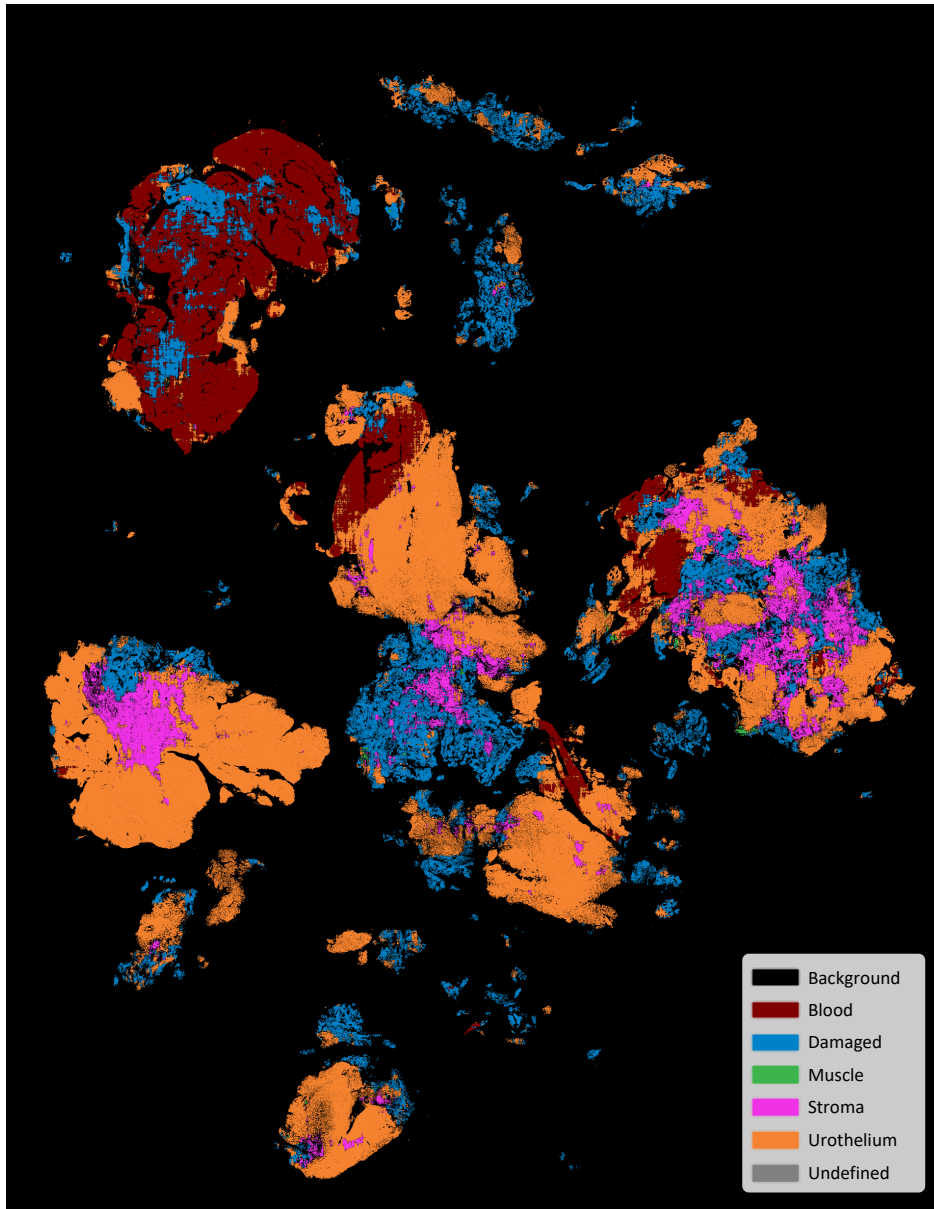 Background
Blood
Damaged
Muscle
Stroma
Urothelium
Undefined